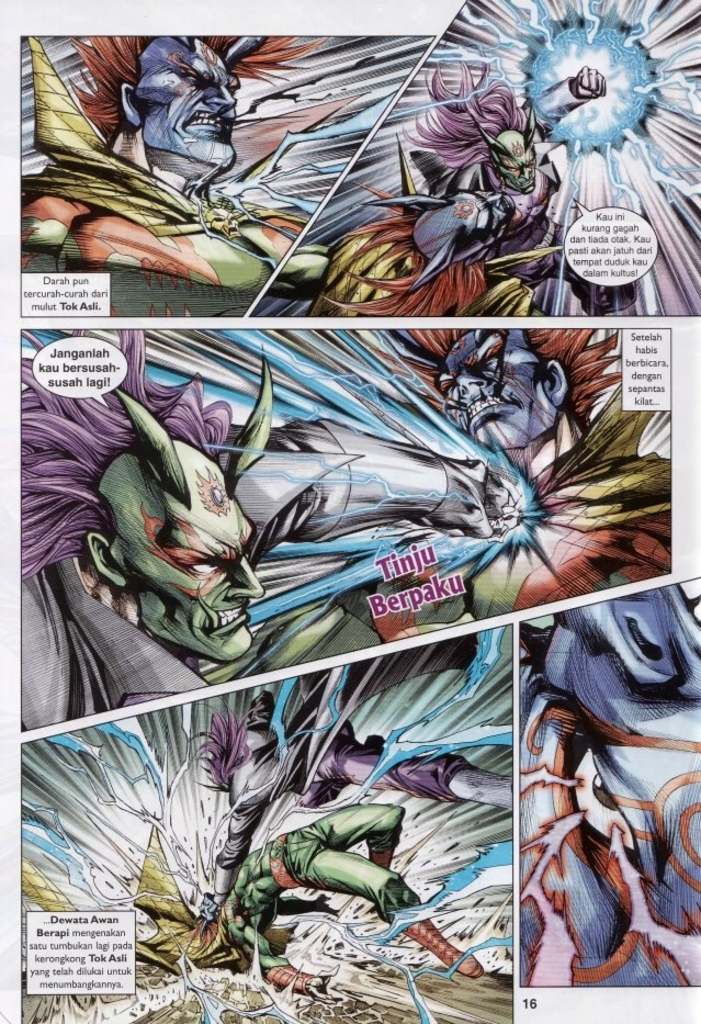 Darah pun
tercurah-curah dari
mulut Tok Asli.
Kau ini
kurang gagah
dan tiada otak. Kau
pasti akan jatuh dari
tempat duduk kau
dalam kultus!
Janganlah
kau bersusah-
susah lagi!
Setelah
habis
berbicara,
dengan
sepantas
kilat...
Tinju
Berpaku
...Dewata Awan
Berapi mengenakan
satu tumbukan lagi pada
kerongkong Tok Asli
yang telah dilukai untuk
menumbangkannya.
16